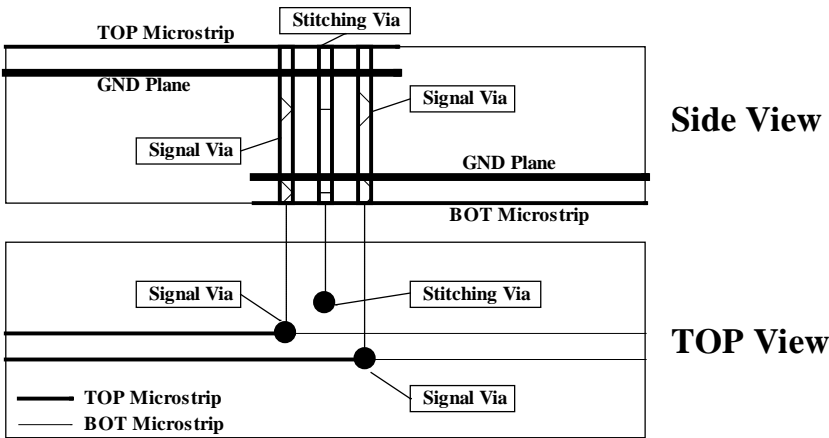 Stitching Via
TOP Microstrip
GND Plane
Signal Via
Side View
Signal Via
GND Plane
BOT Microstrip
Signal Via
Stitching Via
TOP View
TOP Microstrip
Signal Via
BOT Microstrip